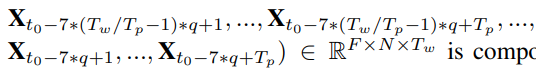 X_{t_0−7*(T_w/T_p−1)*q+1}, ..., X_{t_0−7*(T_w/T_p−1)*q+T_p}, ...,
X_{t_0−7*q+1}, ..., X_{t_0−7*q+T_p}) ∈ ℝ^{F×N×T_w} is compo